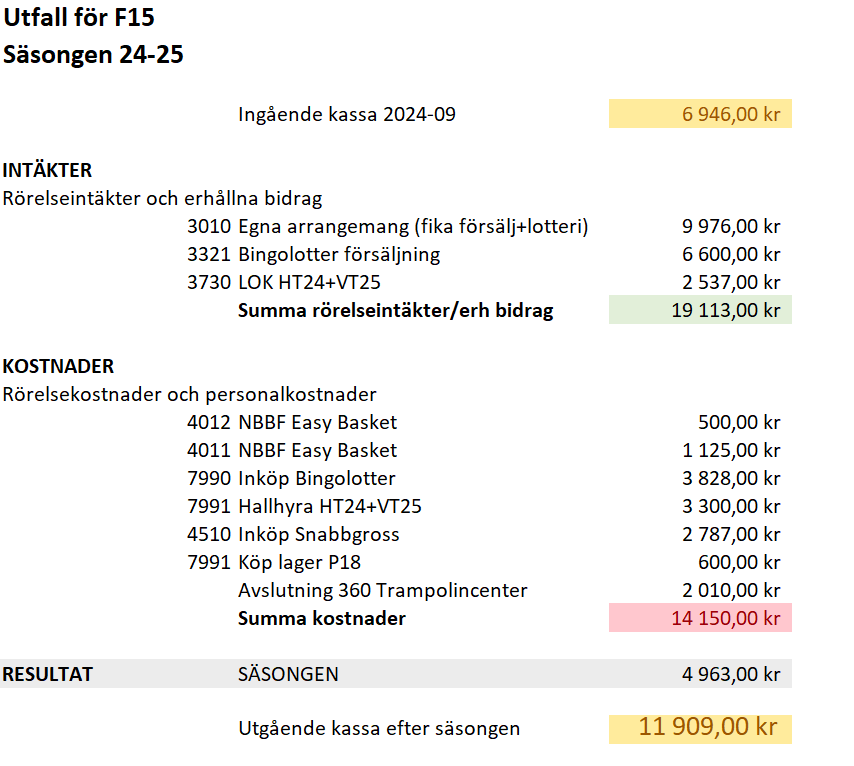 Utfall för F15
Säsongen 24-25
Ingående kassa 2024-09 6 946,00 kr
INTÄKTER
Rörelseintäkter och erhållna bidrag
3010 Egna arrangemang (fika försälj+lotteri) 9 976,00 kr
3321 Bingolotter försäljning 6 600,00 kr
3730 LOK HT24+VT25 2 537,00 kr
Summa rörelseintäkter/erh bidrag 19 113,00 kr
KOSTNADER
Rörelsekostnader och personalkostnader
4012 NBBF Easy Basket 500,00 kr
4011 NBBF Easy Basket 1 125,00 kr
7990 Inköp Bingolotter 3 828,00 kr
7991 Hallhyra HT24+VT25 3 300,00 kr
4510 Inköp Snabbgross 2 787,00 kr
7991 Köp lager P18 600,00 kr
Avslutning 360 Trampolincenter 2 010,00 kr
Summa kostnader 14 150,00 kr
RESULTAT SÄSONGEN 4 963,00 kr
Utgående kassa efter säsongen 11 909,00 kr